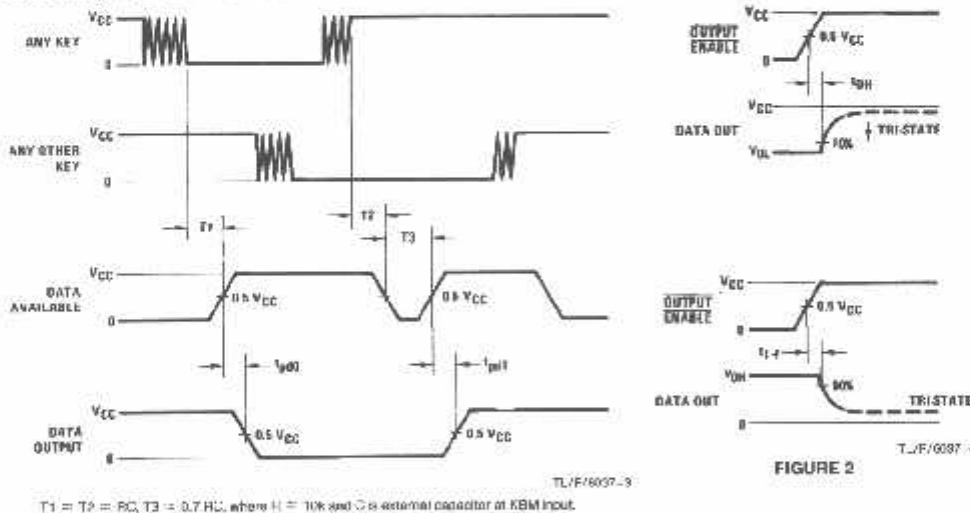 VCC
ANY KEY
0
VCC
ANY OTHER
KEY
0
T1
T2
T3
VCC
DATA
AVAILABLE
0
0.5 VCC
0.5 VCC
tpd0
tpd1
VCC
DATA
OUTPUT
0
0.5 VCC
0.5 VCC
TL/F/6037-3
T1 = T2 = RC, T3 = 0.7 RC, where R = 10k and C is external capacitor at KBM input.
VCC
OUTPUT
ENABLE
0
0.5 VCC
t0H
VCC
DATA OUT
VOL
10%
TRI-STATE
VCC
OUTPUT
ENABLE
0
0.5 VCC
VOH
DATA OUT
0
90%
TRI-STATE
TL/F/6037-
FIGURE 2